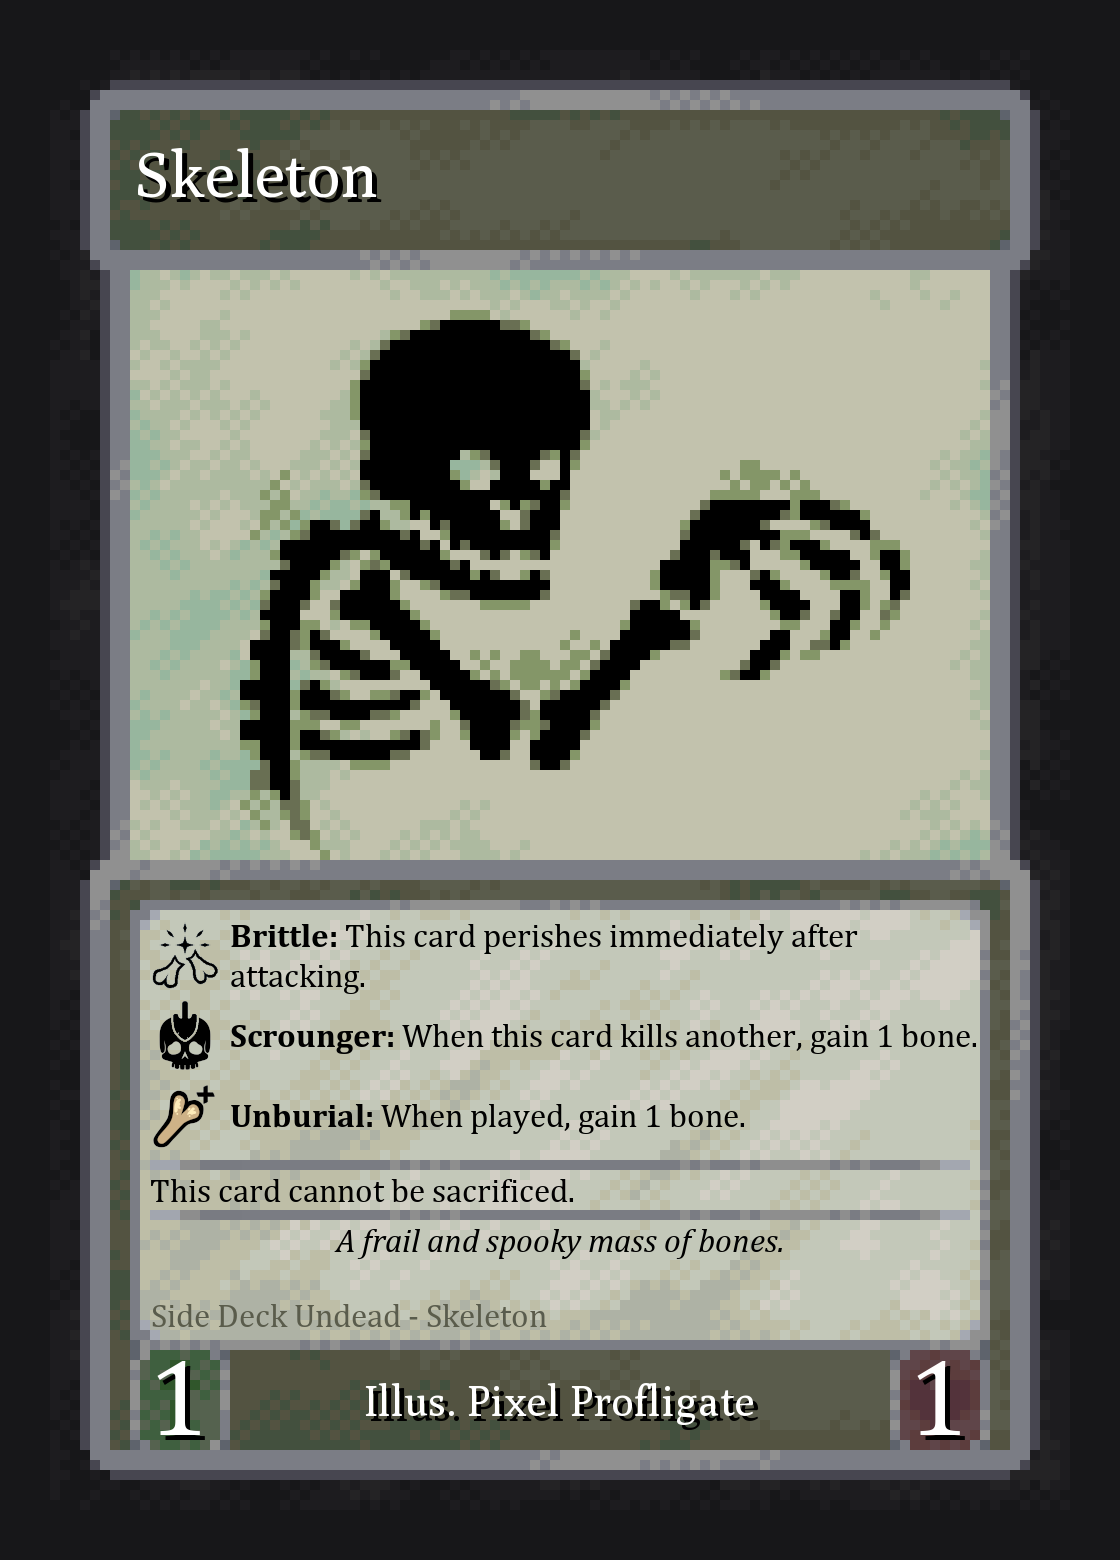 Skeleton
Brittle: This card perishes immediately after
attacking.
Scrounger: When this card kills another, gain 1 bone.
Unburial: When played, gain 1 bone.
This card cannot be sacrificed.
A frail and spooky mass of bones.
Side Deck Undead - Skeleton
1 Illus. Pixel Profligate 1